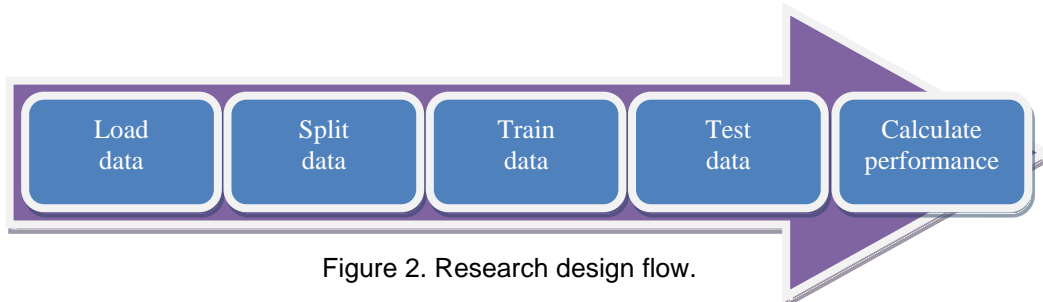 Load
data
Split
data
Train
data
Test
data
Calculate
performance
Figure 2. Research design flow.